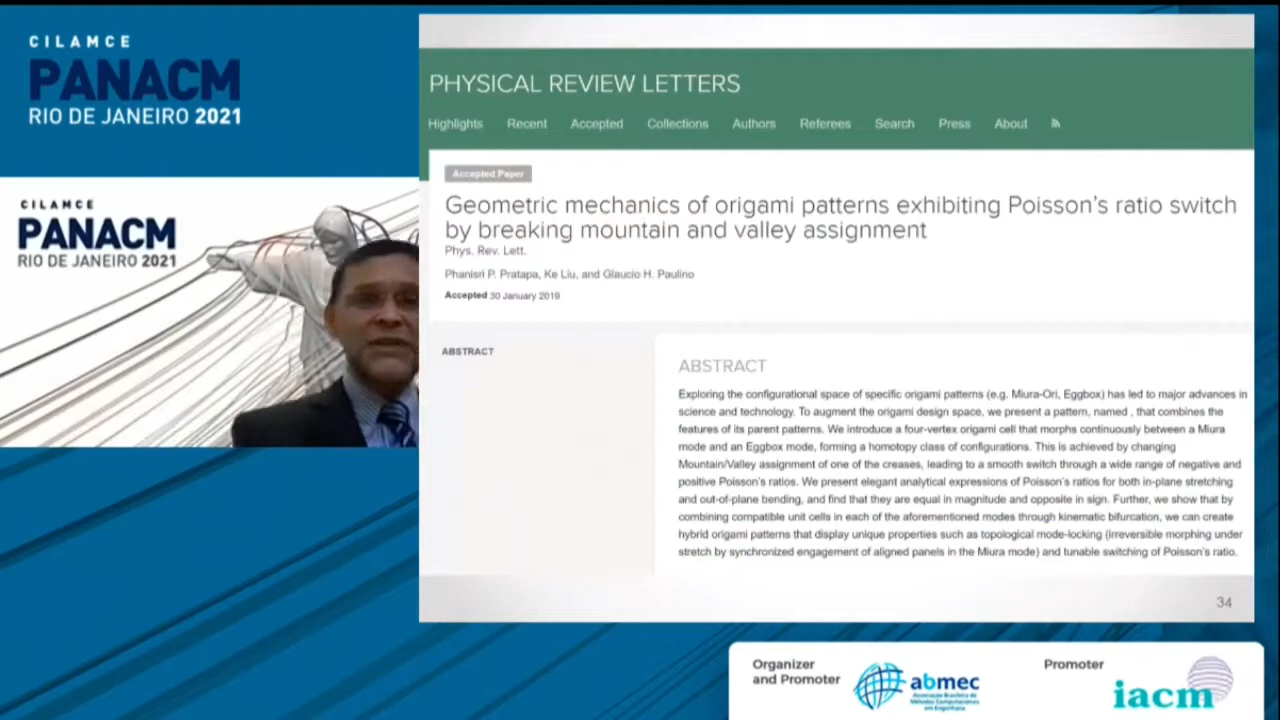 CILAMCE
PANACM
RIO DE JANEIRO 2021
CILAMCE
PANACM
RIO DE JANEIRO 2021
PHYSICAL REVIEW LETTERS
Highlights Recent Accepted Collections Authors Referees Search Press About
Accepted Paper
Geometric mechanics of origami patterns exhibiting Poisson's ratio switch
by breaking mountain and valley assignment
Phys. Rev. Lett.
Phanisri P. Pratapa, Ke Liu, and Glaucio H. Paulino
Accepted 30 January 2019
ABSTRACT
ABSTRACT
Exploring the configurational space of specific origami patterns (e.g. Miura-Ori, Eggbox) has led to major advances in
science and technology. To augment the origami design space, we present a pattern, named , that combines the
features of its parent patterns. We introduce a four-vertex origami cell that morphs continuously between a Miura
mode and an Eggbox mode, forming a homotopy class of configurations. This is achieved by changing
Mountain/Valley assignment of one of the creases, leading to a smooth switch through a wide range of negative and
positive Poisson's ratios. We present elegant analytical expressions of Poisson's ratios for both in-plane stretching
and out-of-plane bending, and find that they are equal in magnitude and opposite in sign. Further, we show that by
combining compatible unit cells in each of the aforementioned modes through kinematic bifurcation, we can create
hybrid origami patterns that display unique properties such as topological mode-locking (irreversible morphing under
stretch by synchronized engagement of aligned panels in the Miura mode) and tunable switching of Poisson's ratio.
34
Organizer
and Promoter
abmec
Associação Brasileira de
Métodos Computacionais
em Engenharia
Promoter
iacm